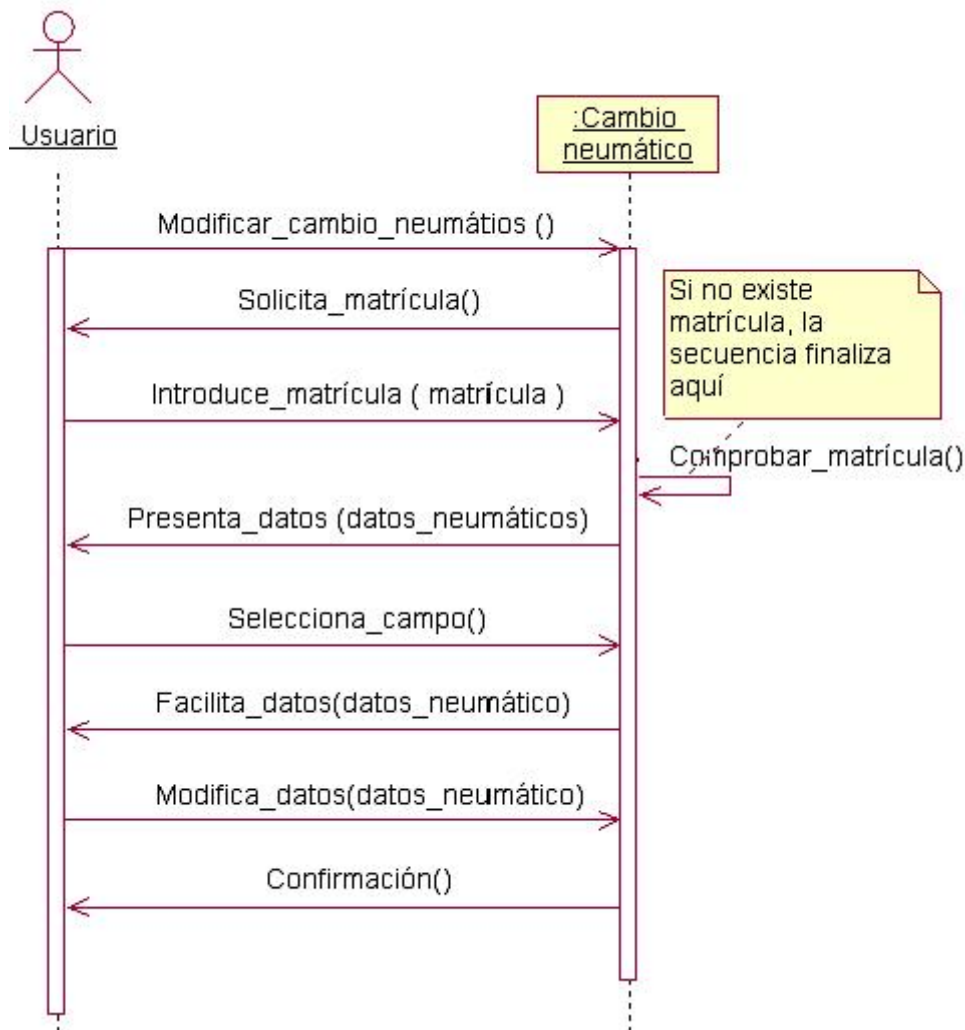 Usuario
:Cambio
neumático
Modificar_cambio_neumátios ()
Solicita_matrícula()
Si no existe
matrícula, la
secuencia finaliza
aquí
Introduce_matrícula ( matrícula )
Comprobar_matrícula()
Presenta_datos (datos_neumáticos)
Selecciona_campo()
Facilita_datos(datos_neumático)
Modifica_datos(datos_neumático)
Confirmación()